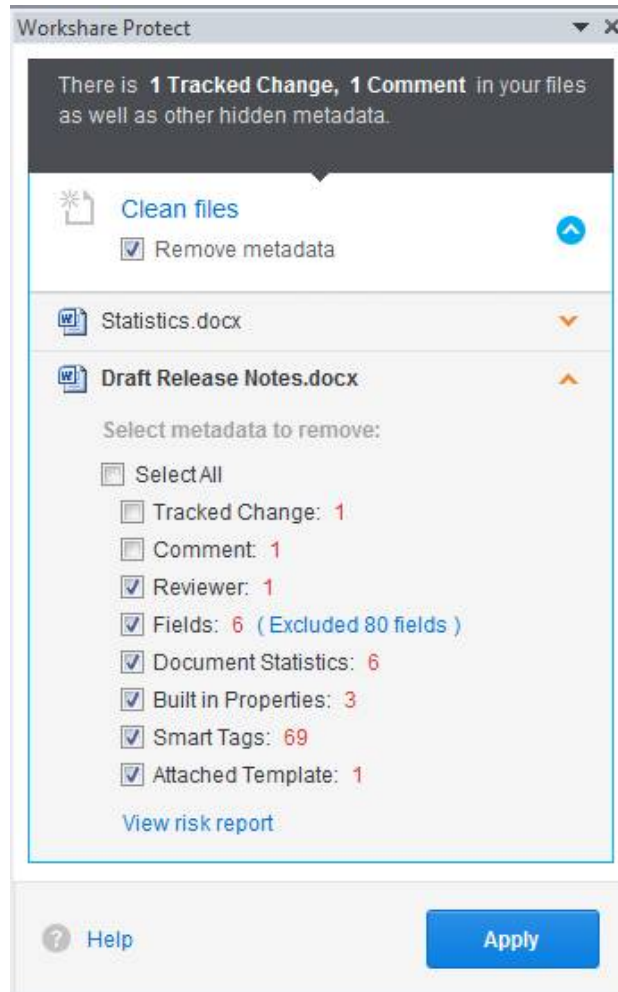 Workshare Protect
There is 1 Tracked Change, 1 Comment in your files
as well as other hidden metadata.
Clean files
Remove metadata
Statistics.docx
Draft Release Notes.docx
Select metadata to remove:
Select All
Tracked Change: 1
Comment: 1
Reviewer: 1
Fields: 6 ( Excluded 80 fields )
Document Statistics: 6
Built in Properties: 3
Smart Tags: 69
Attached Template: 1
View risk report
? Help
Apply